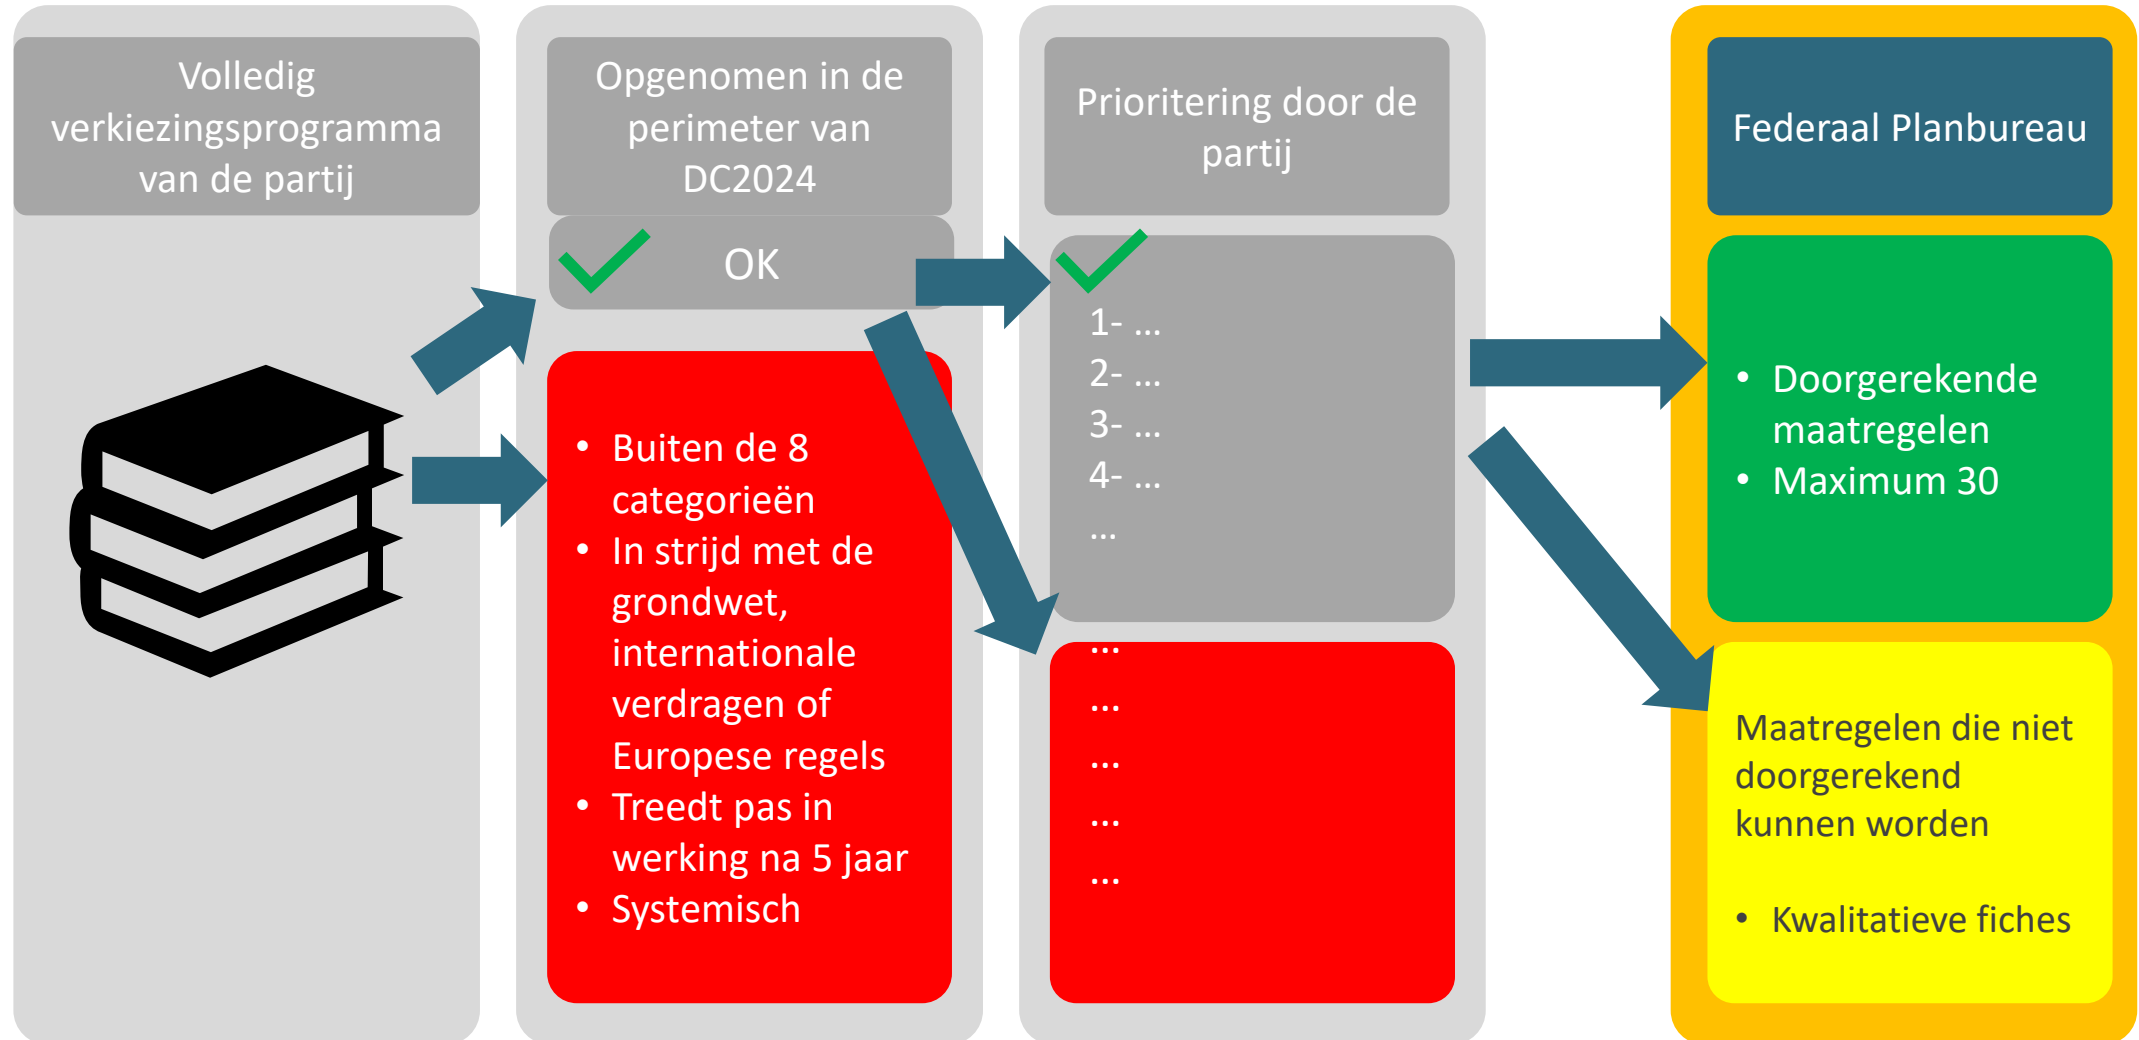 Volledig
verkiezingsprogramma
van de partij
Opgenomen in de
perimeter van
DC2024
OK
• Buiten de 8
categorieën
• In strijd met de
grondwet,
internationale
verdragen of
Europese regels
• Treedt pas in
werking na 5 jaar
• Systemisch
Prioritering door de
partij
1- ...
2- ...
3- ...
4- ...
...
...
...
...
...
...
Federaal Planbureau
• Doorgerekende
maatregelen
• Maximum 30
Maatregelen die niet
doorgerekend
kunnen worden
• Kwalitatieve fiches